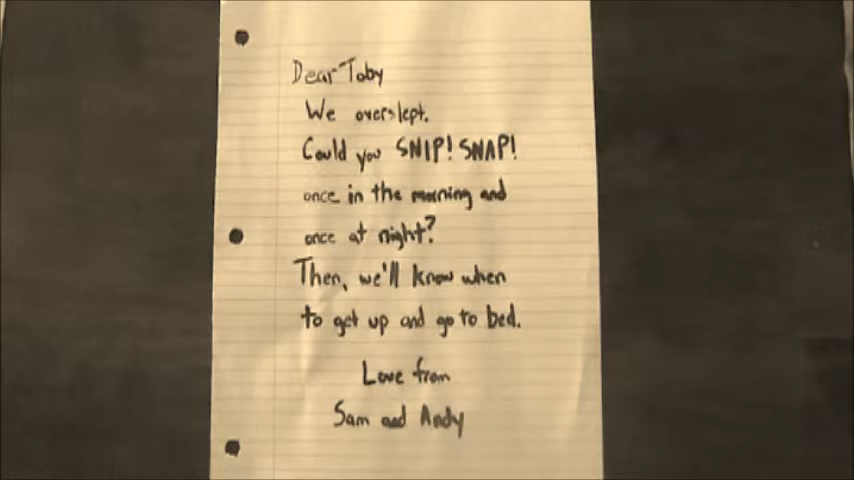 Dear Toby
We overslept.
Could you SNIP! SNAP!
once in the morning and
once at night?
Then, we'll know when
to get up and go to bed.
Love from
Sam and Andy